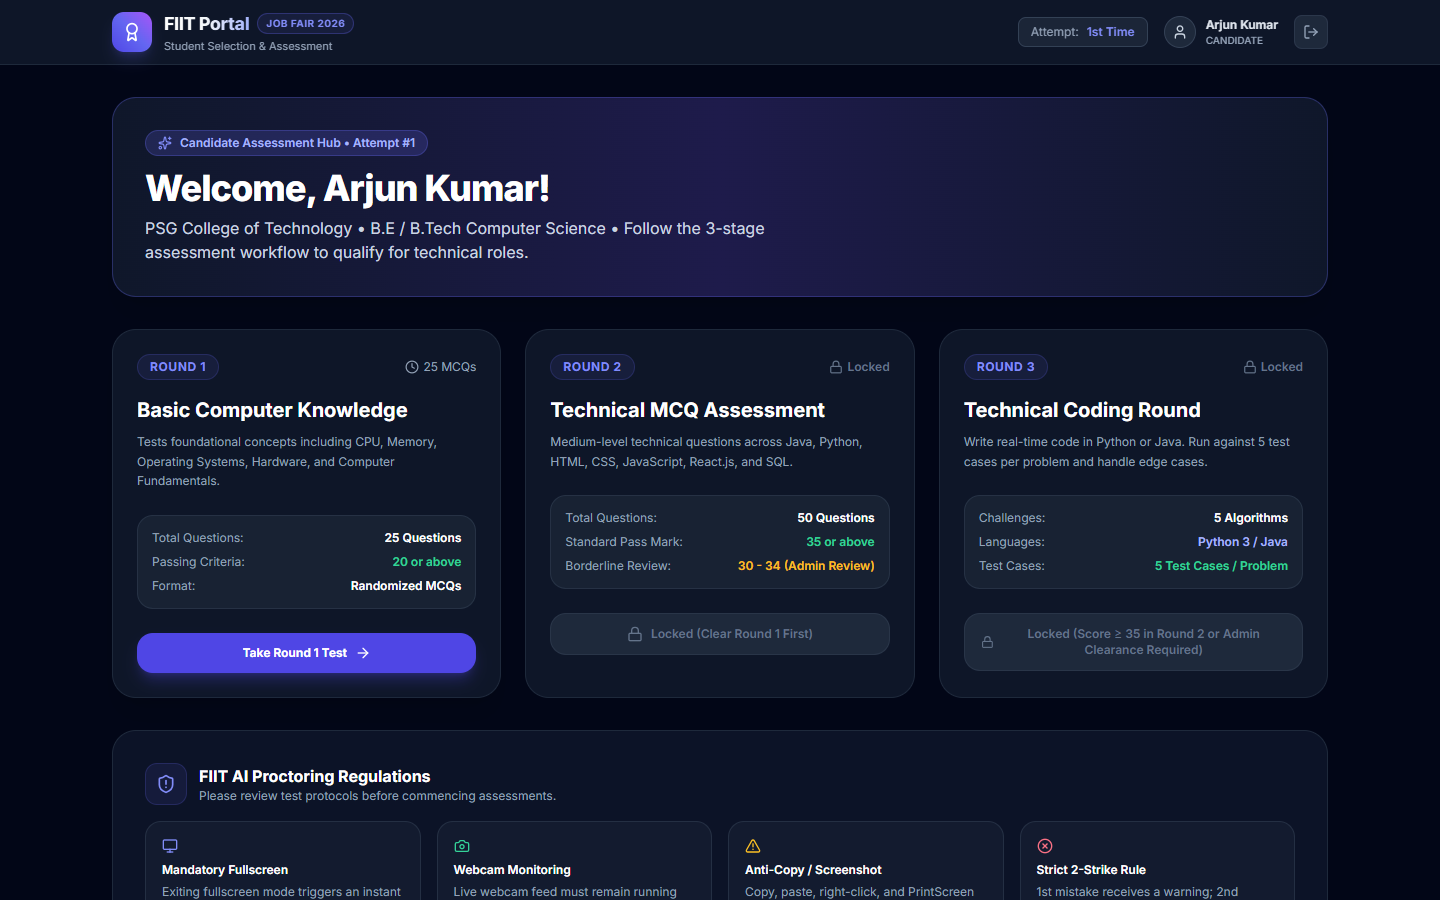 FIIT Portal
JOB FAIR 2026
Student Selection & Assessment
Attempt: 1st Time
Arjun Kumar
CANDIDATE
Candidate Assessment Hub • Attempt #1
Welcome, Arjun Kumar!
PSG College of Technology • B.E / B.Tech Computer Science • Follow the 3-stage
assessment workflow to qualify for technical roles.
ROUND 1
25 MCQs
Basic Computer Knowledge
Tests foundational concepts including CPU, Memory,
Operating Systems, Hardware, and Computer
Fundamentals.
Total Questions: 25 Questions
Passing Criteria: 20 or above
Format: Randomized MCQs
Take Round 1 Test
ROUND 2
Locked
Technical MCQ Assessment
Medium-level technical questions across Java, Python,
HTML, CSS, JavaScript, React.js, and SQL.
Total Questions: 50 Questions
Standard Pass Mark: 35 or above
Borderline Review: 30 - 34 (Admin Review)
Locked (Clear Round 1 First)
ROUND 3
Locked
Technical Coding Round
Write real-time code in Python or Java. Run against 5 test
cases per problem and handle edge cases.
Challenges: 5 Algorithms
Languages: Python 3 / Java
Test Cases: 5 Test Cases / Problem
Locked (Score ≥ 35 in Round 2 or Admin
Clearance Required)
FIIT AI Proctoring Regulations
Please review test protocols before commencing assessments.
Mandatory Fullscreen
Exiting fullscreen mode triggers an instant
Webcam Monitoring
Live webcam feed must remain running
Anti-Copy / Screenshot
Copy, paste, right-click, and PrintScreen
Strict 2-Strike Rule
1st mistake receives a warning; 2nd